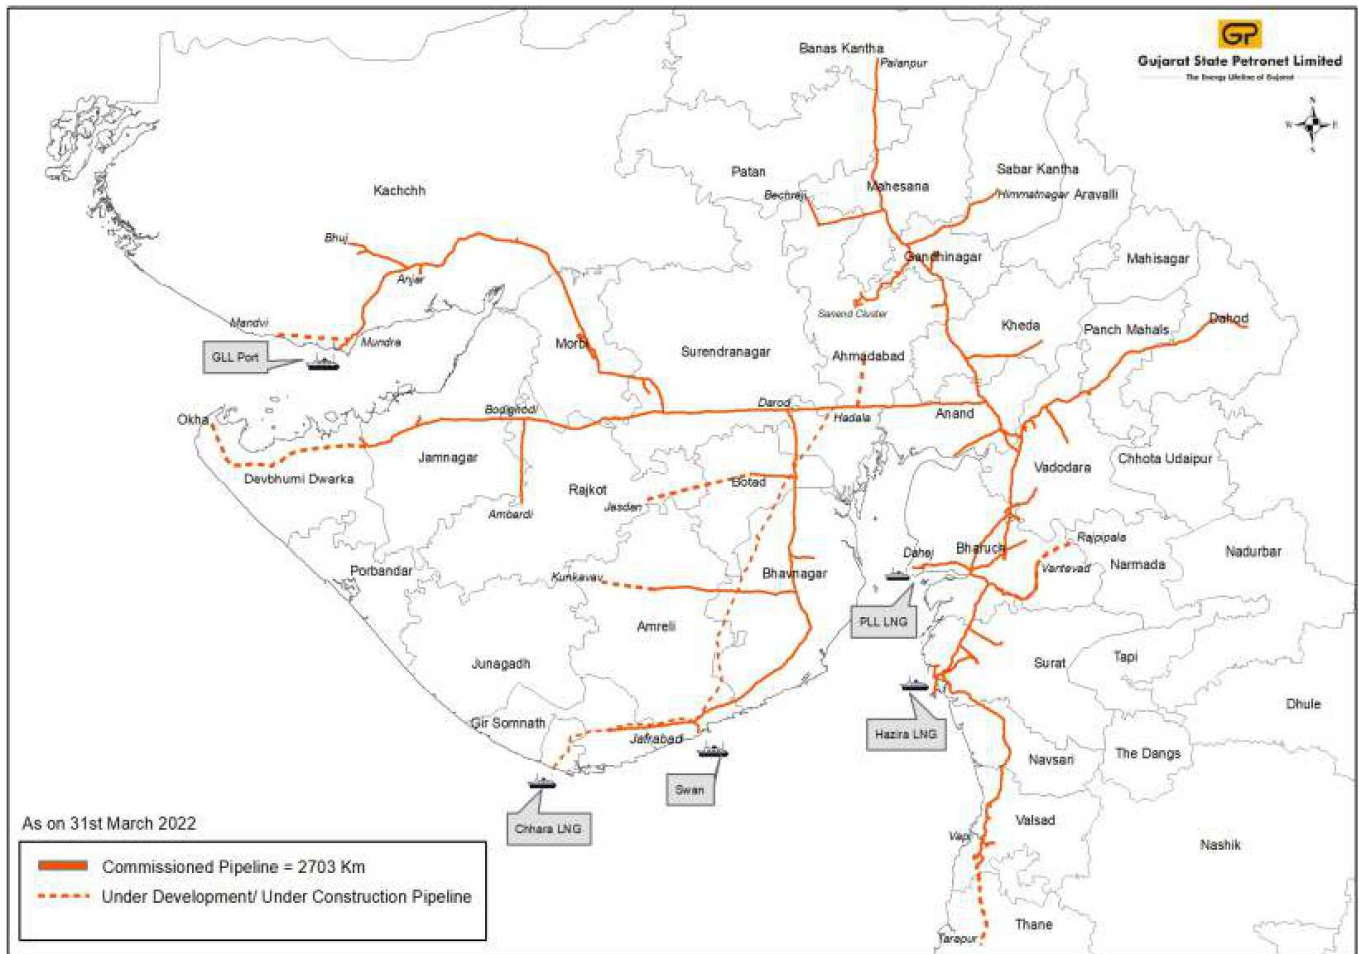 GP
Gujarat State Petronet Limited
The Energy Lifeline of Gujarat
N
W
E
S
Banas Kantha
Palanpur
Patan
Sabar Kantha
Kachchh
Mahesana
Bechraji
Himmatnagar
Aravalli
Bhuj
Gandhinagar
Mahisagar
Anjar
Sanend Cluster
Mandvi
Mundra
GLL Port
Morbi
Surendranagar
Ahmadabad
Kheda
Panch Mahals
Dahod
Okha
Bodighodi
Darod
Hadala
Anand
Jamnagar
Devbhumi Dwarka
Rajkot
Botad
Vadodara
Chhota Udaipur
Ambardi
Jasdan
Porbandar
Kunkavav
Bhavnagar
Dahej
Bharuch
Rajpipala
Vantevad
Narmada
Nadurbar
PLL LNG
Amreli
Junagadh
Surat
Tapi
Gir Somnath
Jafrabad
Dhule
Hazira LNG
Navsari
The Dangs
Swan
Chhara LNG
Valsad
Vapi
Nashik
Thane
Tarapur
As on 31st March 2022
Commissioned Pipeline = 2703 Km
Under Development/ Under Construction Pipeline